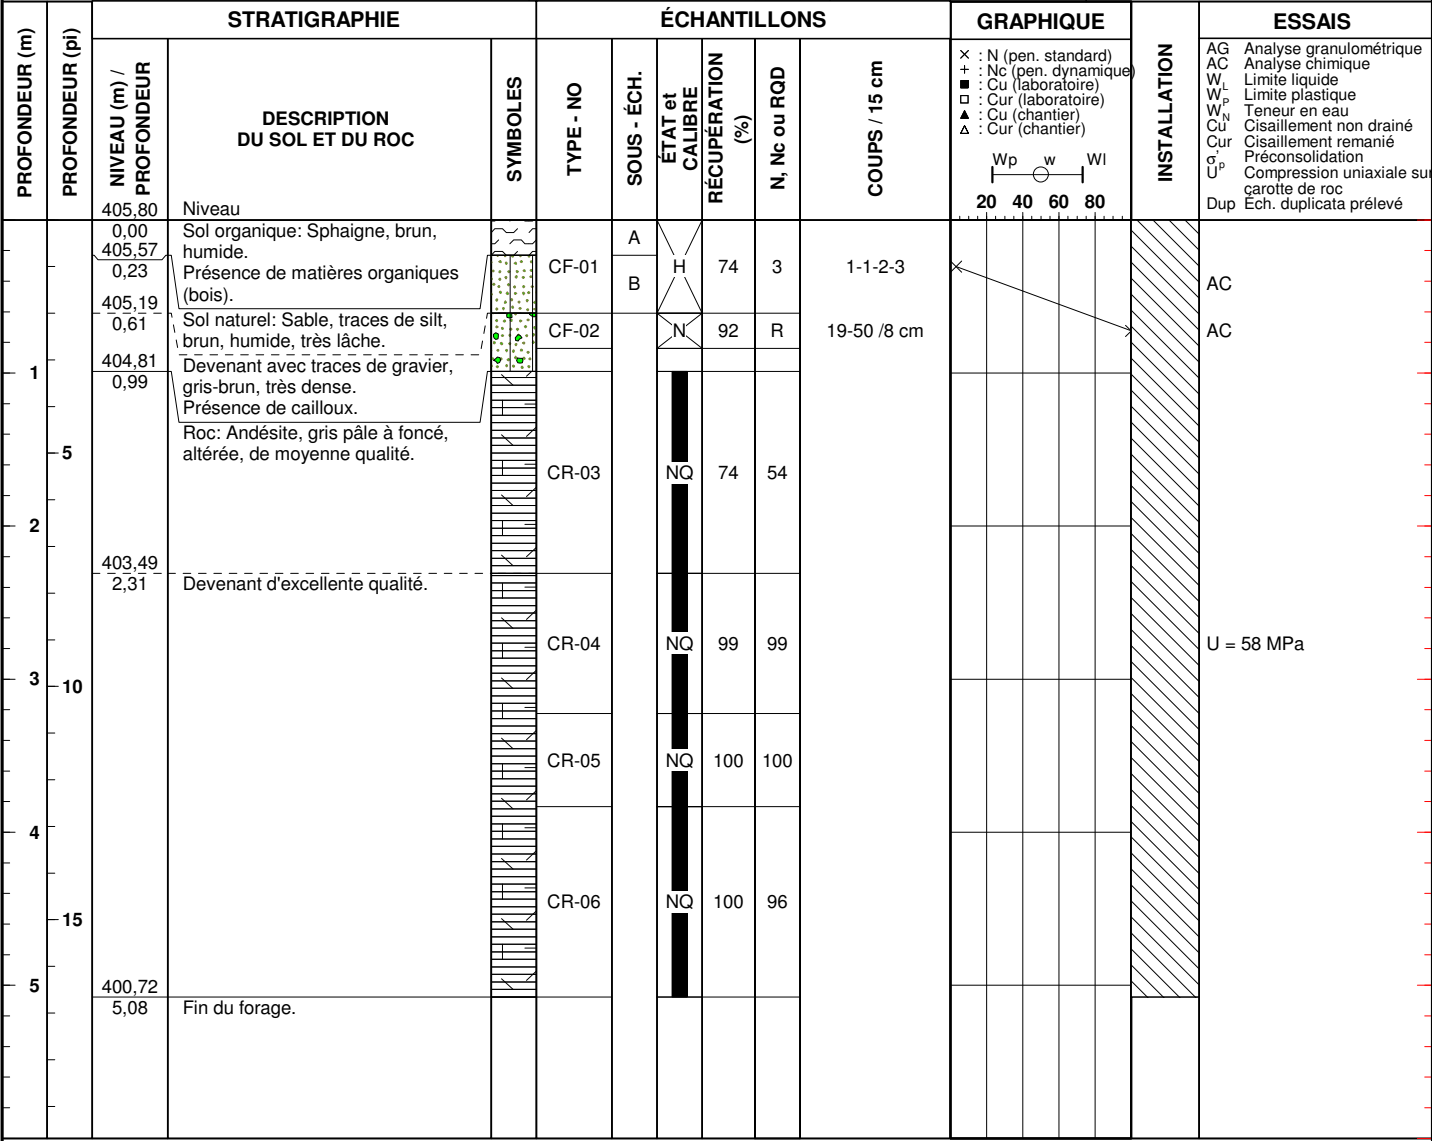 PROFONDEUR (m)
PROFONDEUR (pi)
STRATIGRAPHIE
NIVEAU (m) /
PROFONDEUR
DESCRIPTION
DU SOL ET DU ROC
SYMBOLES
ÉCHANTILLONS
TYPE - NO
SOUS - ÉCH.
ÉTAT et
CALIBRE
RÉCUPÉRATION
(%)
N, Nc ou RQD
COUPS / 15 cm
GRAPHIQUE
× : N (pen. standard)
+ : Nc (pen. dynamique)
■ : Cu (laboratoire)
□ : Cur (laboratoire)
▲ : Cu (chantier)
△ : Cur (chantier)
Wp w Wl
20 40 60 80
INSTALLATION
ESSAIS
AG Analyse granulométrique
AC Analyse chimique
WL Limite liquide
WP Limite plastique
WN Teneur en eau
Cu Cisaillement non drainé
Cur Cisaillement remanié
σ'p Préconsolidation
U Compression uniaxiale sur
carotte de roc
Dup Éch. duplicata prélevé
405,80 Niveau
0,00 Sol organique: Sphaigne, brun,
405,57 humide.
0,23 Présence de matières organiques
(bois).
405,19
0,61 Sol naturel: Sable, traces de silt,
brun, humide, très lâche.
404,81 Devenant avec traces de gravier,
0,99 gris-brun, très dense.
Présence de cailloux.
Roc: Andésite, gris pâle à foncé,
altérée, de moyenne qualité.
403,49
2,31 Devenant d'excellente qualité.
400,72
5,08 Fin du forage.
A
CF-01 H 74 3 1-1-2-3
B AC
CF-02 N 92 R 19-50 /8 cm AC
CR-03 NQ 74 54
CR-04 NQ 99 99 U = 58 MPa
CR-05 NQ 100 100
CR-06 NQ 100 96
1
2
3
4
5
5
10
15